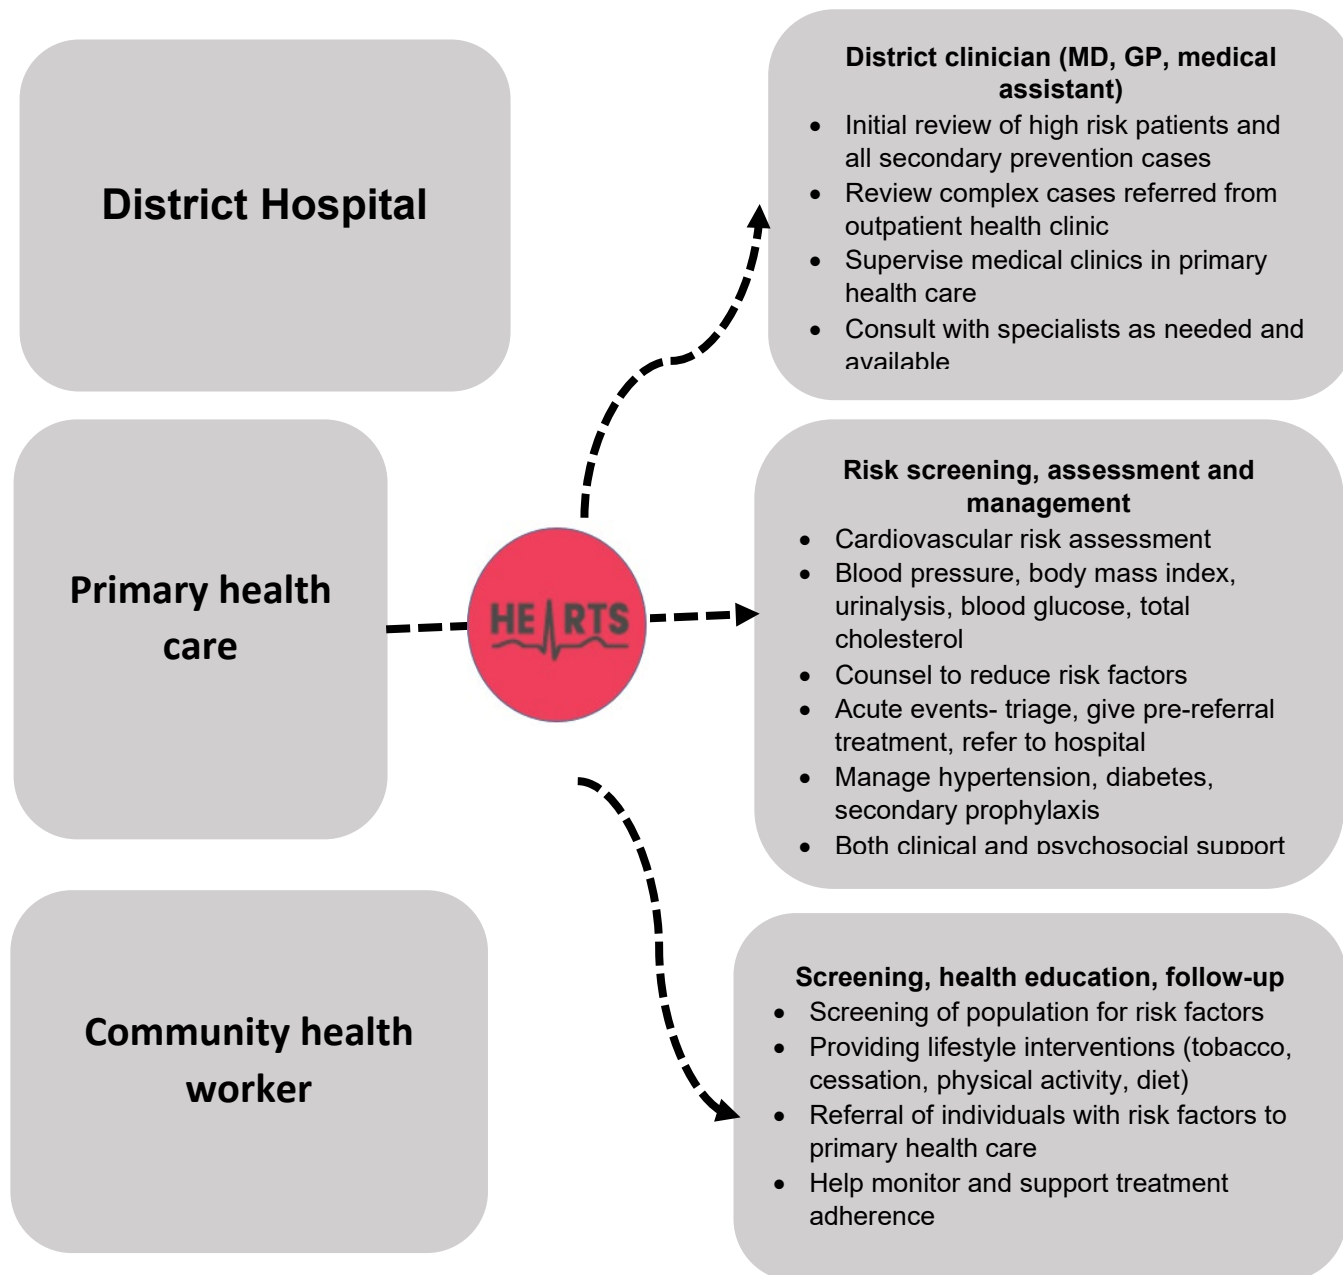 District Hospital
District clinician (MD, GP, medical
assistant)
• Initial review of high risk patients and
all secondary prevention cases
• Review complex cases referred from
outpatient health clinic
• Supervise medical clinics in primary
health care
• Consult with specialists as needed and
available
Primary health
care
HEARTS
Risk screening, assessment and
management
• Cardiovascular risk assessment
• Blood pressure, body mass index,
urinalysis, blood glucose, total
cholesterol
• Counsel to reduce risk factors
• Acute events- triage, give pre-referral
treatment, refer to hospital
• Manage hypertension, diabetes,
secondary prophylaxis
• Both clinical and psychosocial support
Community health
worker
Screening, health education, follow-up
• Screening of population for risk factors
• Providing lifestyle interventions (tobacco,
cessation, physical activity, diet)
• Referral of individuals with risk factors to
primary health care
• Help monitor and support treatment
adherence